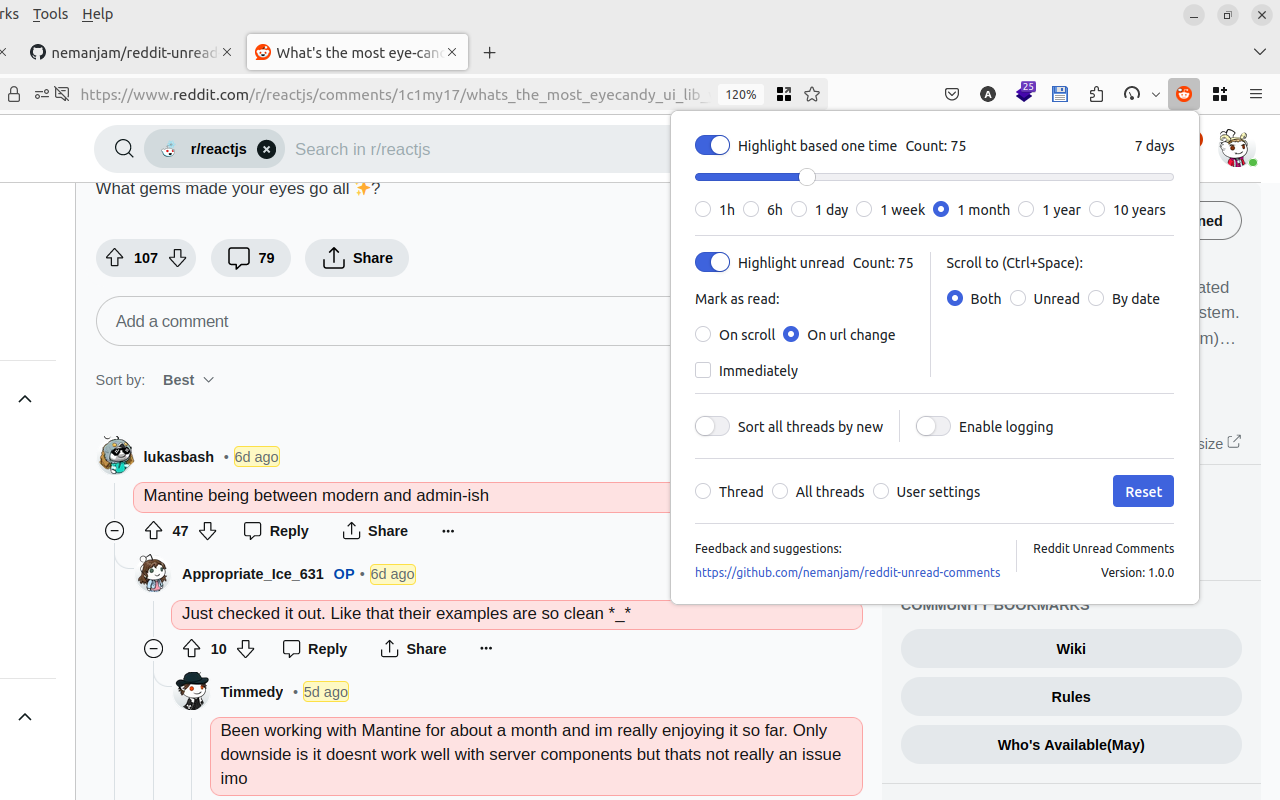 rks Tools Help
nemanjam/reddit-unread
What's the most eye-can
https://www.reddit.com/r/reactjs/comments/1c1my17/whats_the_most_eyecandy_ui_lib_
120%
A
25
r/reactjs
Search in r/reactjs
Highlight based one time Count: 75 7 days
1h 6h 1 day 1 week 1 month 1 year 10 years
Highlight unread Count: 75
Mark as read:
On scroll On url change
Immediately
Scroll to (Ctrl+Space):
Both Unread By date
Sort all threads by new Enable logging
Thread All threads User settings Reset
Feedback and suggestions:
https://github.com/nemanjam/reddit-unread-comments
Reddit Unread Comments
Version: 1.0.0
What gems made your eyes go all ✨?
107 79 Share
Add a comment
Sort by: Best
lukasbash • 6d ago
Mantine being between modern and admin-ish
47 Reply Share
Appropriate_Ice_631 OP • 6d ago
Just checked it out. Like that their examples are so clean *_*
10 Reply Share
Timmedy • 5d ago
Been working with Mantine for about a month and im really enjoying it so far. Only
downside is it doesnt work well with server components but thats not really an issue
imo
ned
ated
stem.
m)…
size
COMMUNITY BOOKMARKS
Wiki
Rules
Who's Available(May)